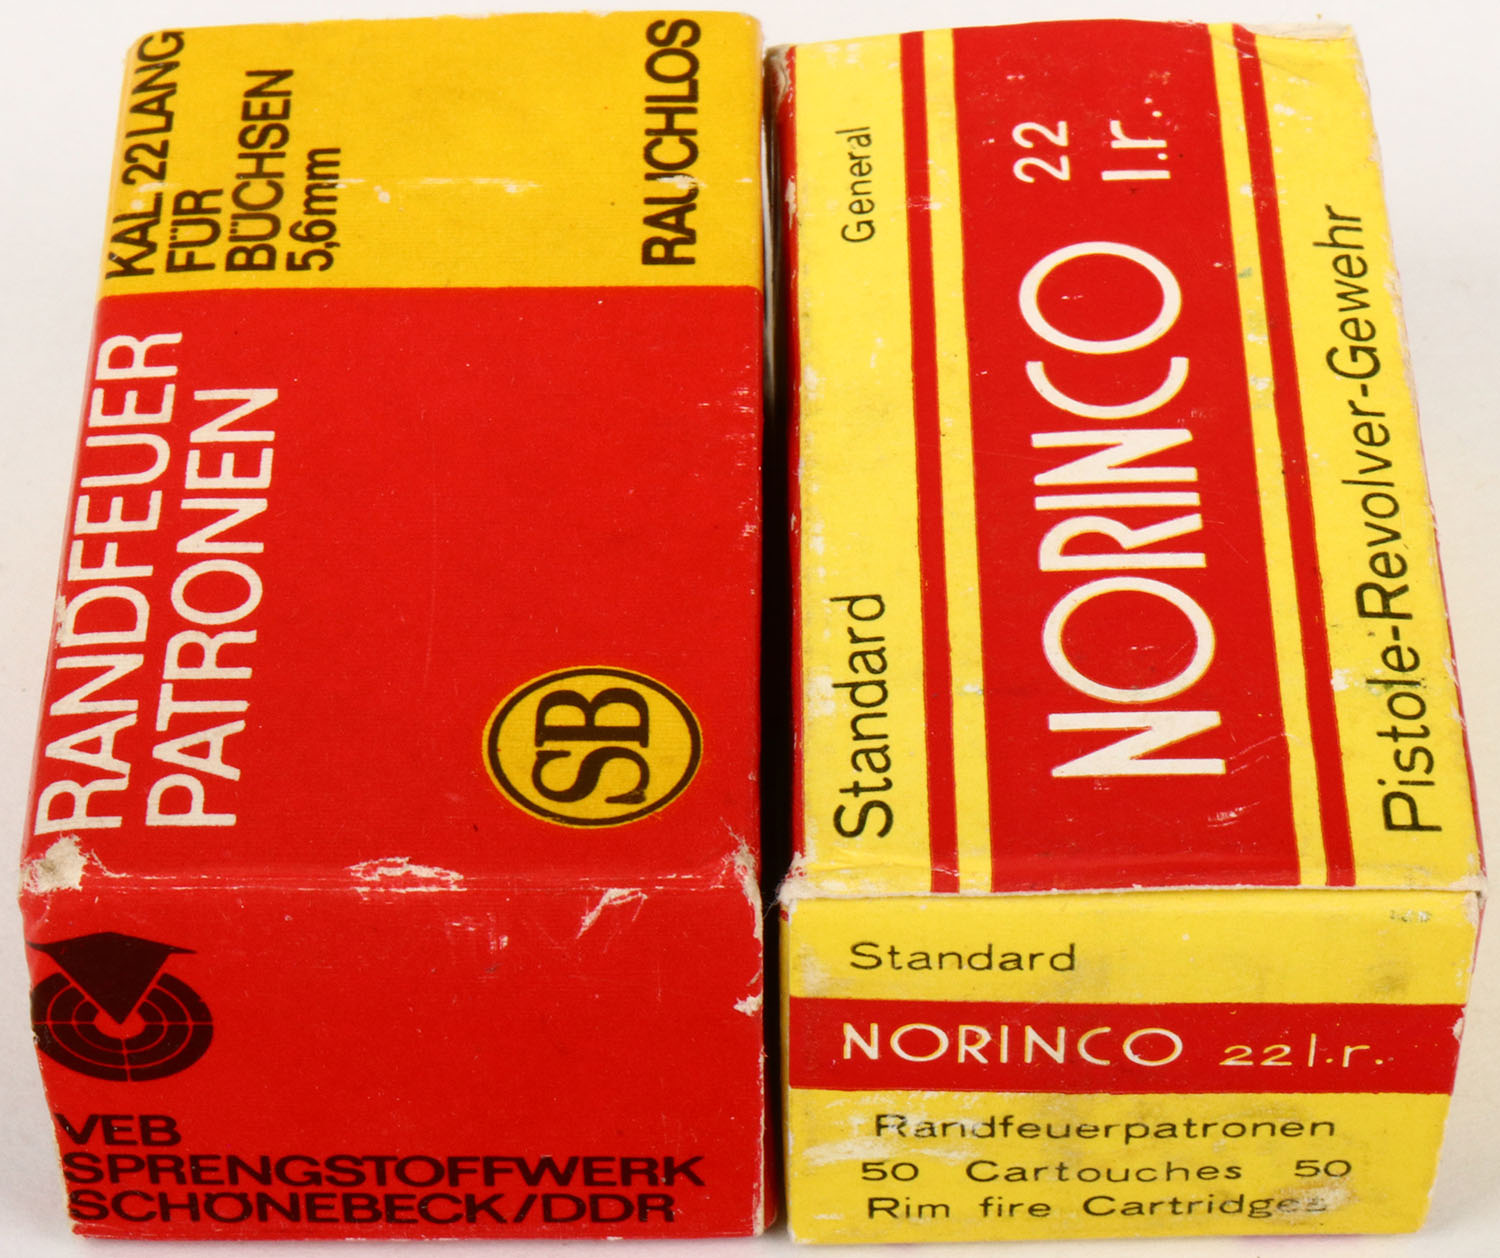 KAL. 22 LANG
FÜR
BÜCHSEN
5,6mm
RAUCHLOS
RANDFEUER
PATRONEN
SB
VEB
SPRENGSTOFFWERK
SCHÖNEBECK/DDR
Standard General
NORINCO 22 l.r.
Pistole-Revolver-Gewehr
Standard
NORINCO 22 l.r.
Randfeuerpatronen
50 Cartouches 50
Rim fire Cartridges